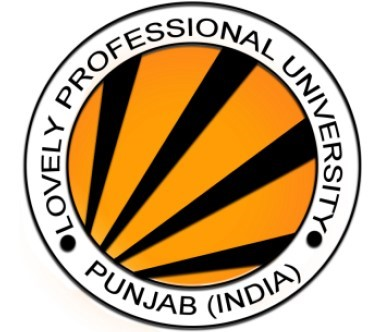 LOVELY PROFESSIONAL UNIVERSITY
PUNJAB (INDIA)